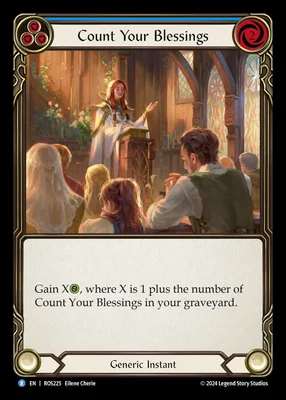 Count Your Blessings
Gain X, where X is 1 plus the number of
Count Your Blessings in your graveyard.
Generic Instant
R EN | ROS225 Eilene Cherie
© 2024 Legend Story Studios